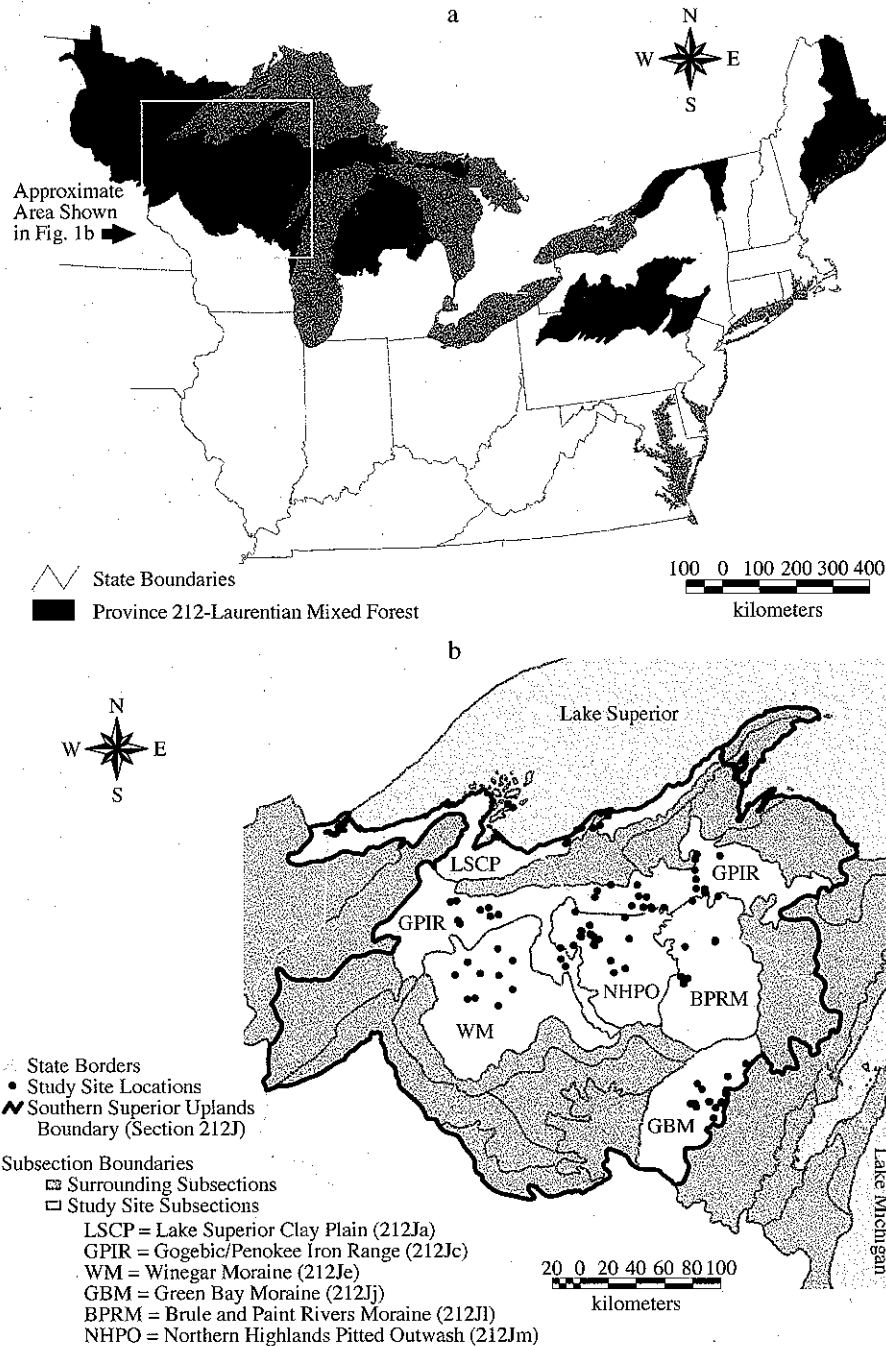 a
N
W E
S
Approximate
Area Shown
in Fig. 1b
State Boundaries
Province 212-Laurentian Mixed Forest
100 0 100 200 300 400
kilometers
b
N
W E
S
Lake Superior
LSCP
GPIR
GPIR
NHPO
BPRM
WM
GBM
Lake Michigan
State Borders
Study Site Locations
Southern Superior Uplands
Boundary (Section 212J)
Subsection Boundaries
Surrounding Subsections
Study Site Subsections
LSCP = Lake Superior Clay Plain (212Ja)
GPIR = Gogebic/Penokee Iron Range (212Jc)
WM = Winegar Moraine (212Je)
GBM = Green Bay Moraine (212Jj)
BPRM = Brule and Paint Rivers Moraine (212Jl)
NHPO = Northern Highlands Pitted Outwash (212Jm)
20 0 20 40 60 80 100
kilometers